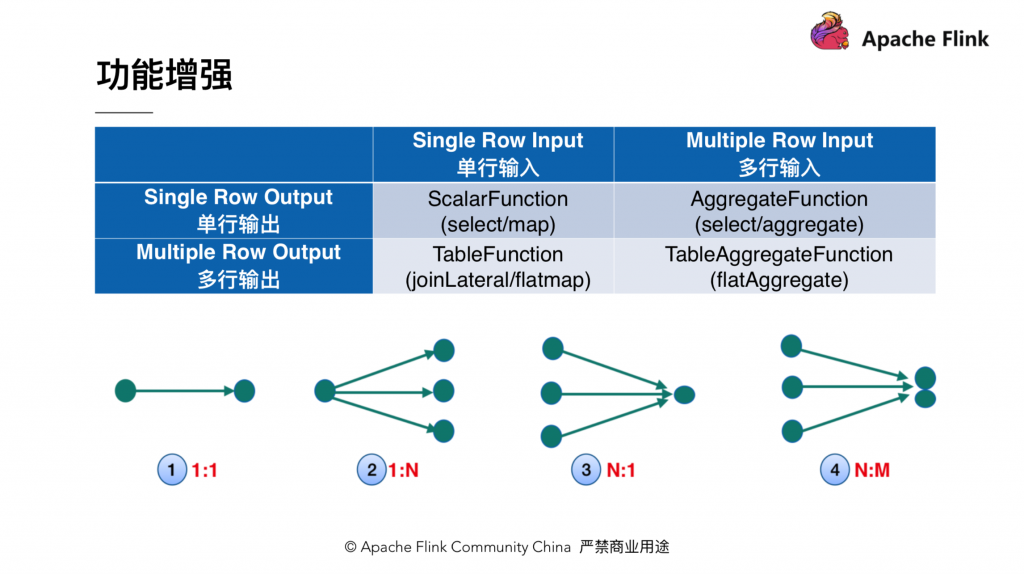 Apache Flink
功能增强
Single Row Input
单行输入
Multiple Row Input
多行输入
Single Row Output
单行输出
ScalarFunction
(select/map)
AggregateFunction
(select/aggregate)
Multiple Row Output
多行输出
TableFunction
(joinLateral/flatmap)
TableAggregateFunction
(flatAggregate)
1 1:1
2 1:N
3 N:1
4 N:M
© Apache Flink Community China 严禁商业用途